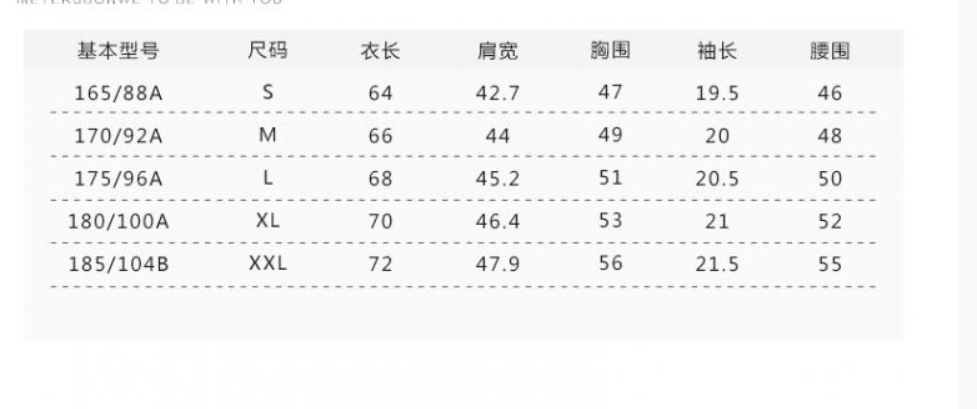 METERSBONWE TO BE WITH YOU
基本型号 尺码 衣长 肩宽 胸围 袖长 腰围
165/88A S 64 42.7 47 19.5 46
170/92A M 66 44 49 20 48
175/96A L 68 45.2 51 20.5 50
180/100A XL 70 46.4 53 21 52
185/104B XXL 72 47.9 56 21.5 55